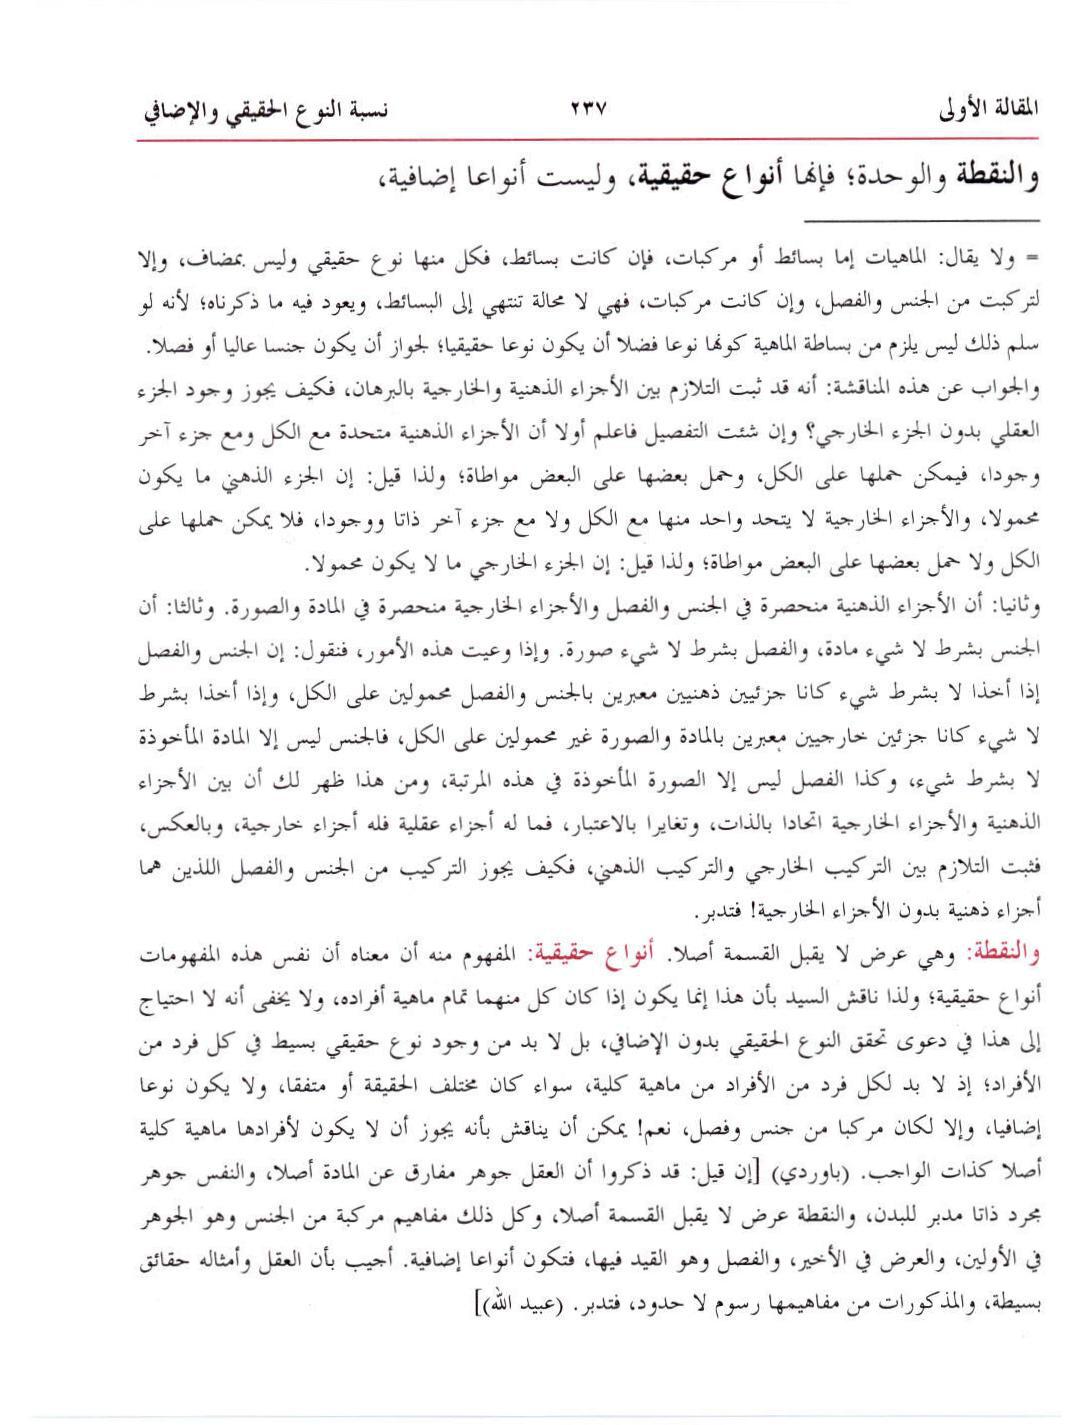 المقالة الأولى ٢٣٧ نسبة النوع الحقيقي والإضافي
والنقطة والوحدة؛ فإنها أنواع حقيقية، وليست أنواعا إضافية،
= ولا يقال: الماهيات إما بسائط أو مركبات، فإن كانت بسائط، فكل منها نوع حقيقي وليس بمضاف، وإلا
لتركبت من الجنس والفصل، وإن كانت مركبات، فهي لا محالة تنتهي إلى البسائط، ويعود فيه ما ذكرناه؛ لأنه لو
سلم ذلك ليس يلزم من بساطة الماهية كونها نوعا فضلا أن يكون نوعا حقيقيا؛ لجواز أن يكون جنسا عاليا أو فصلا.
والجواب عن هذه المناقشة: أنه قد ثبت التلازم بين الأجزاء الذهنية والخارجية بالبرهان، فكيف يجوز وجود الجزء
العقلي بدون الجزء الخارجي؟ وإن شئت التفصيل فاعلم أولا أن الأجزاء الذهنية متحدة مع الكل ومع جزء آخر
وجودا، فيمكن حملها على الكل، وحمل بعضها على البعض مواطاة؛ ولذا قيل: إن الجزء الذهني ما يكون
محمولا، والأجزاء الخارجية لا يتحد واحد منها مع الكل ولا مع جزء آخر ذاتا ووجودا، فلا يمكن حملها على
الكل ولا حمل بعضها على البعض مواطاة؛ ولذا قيل: إن الجزء الخارجي ما لا يكون محمولا.
وثانيا: أن الأجزاء الذهنية منحصرة في الجنس والفصل والأجزاء الخارجية منحصرة في المادة والصورة. وثالثا: أن
الجنس بشرط لا شيء مادة، والفصل بشرط لا شيء صورة. وإذا وعيت هذه الأمور، فنقول: إن الجنس والفصل
إذا أخذا لا بشرط شيء كانا جزئيين ذهنيين معبرين بالجنس والفصل محمولين على الكل، وإذا أخذا بشرط
لا شيء كانا جزئين خارجيين معبرين بالمادة والصورة غير محمولين على الكل، فالجنس ليس إلا المادة المأخوذة
لا بشرط شيء، وكذا الفصل ليس إلا الصورة المأخوذة في هذه المرتبة، ومن هذا ظهر لك أن بين الأجزاء
الذهنية والأجزاء الخارجية اتحادا بالذات، وتغايرا بالاعتبار، فما له أجزاء عقلية فله أجزاء خارجية، وبالعكس،
فثبت التلازم بين التركيب الخارجي والتركيب الذهني، فكيف يجوز التركيب من الجنس والفصل اللذين هما
أجزاء ذهنية بدون الأجزاء الخارجية! فتدبر.
والنقطة: وهي عرض لا يقبل القسمة أصلا. أنواع حقيقية: المفهوم منه أن معناه أن نفس هذه المفهومات
أنواع حقيقية؛ ولذا ناقش السيد بأن هذا إنما يكون إذا كان كل منهما تمام ماهية أفراده، ولا يخفى أنه لا احتياج
إلى هذا في دعوى تحقق النوع الحقيقي بدون الإضافي، بل لا بد من وجود نوع حقيقي بسيط في كل فرد من
الأفراد؛ إذ لا بد لكل فرد من الأفراد من ماهية كلية، سواء كان مختلف الحقيقة أو متفقا، ولا يكون نوعا
إضافيا، وإلا لكان مركبا من جنس وفصل، نعم! يمكن أن يناقش بأنه يجوز أن لا يكون لأفرادها ماهية كلية
أصلا كذات الواجب. (باوردي) [إن قيل: قد ذكروا أن العقل جوهر مفارق عن المادة أصلا، والنفس جوهر
مجرد ذاتا مدبر للبدن، والنقطة عرض لا يقبل القسمة أصلا، وكل ذلك مفاهيم مركبة من الجنس وهو الجوهر
في الأولين، والعرض في الأخير، والفصل وهو القيد فيها، فتكون أنواعا إضافية. أجيب بأن العقل وأمثاله حقائق
بسيطة، والمذكورات من مفاهيمها رسوم لا حدود، فتدبر. (عبيد الله)]